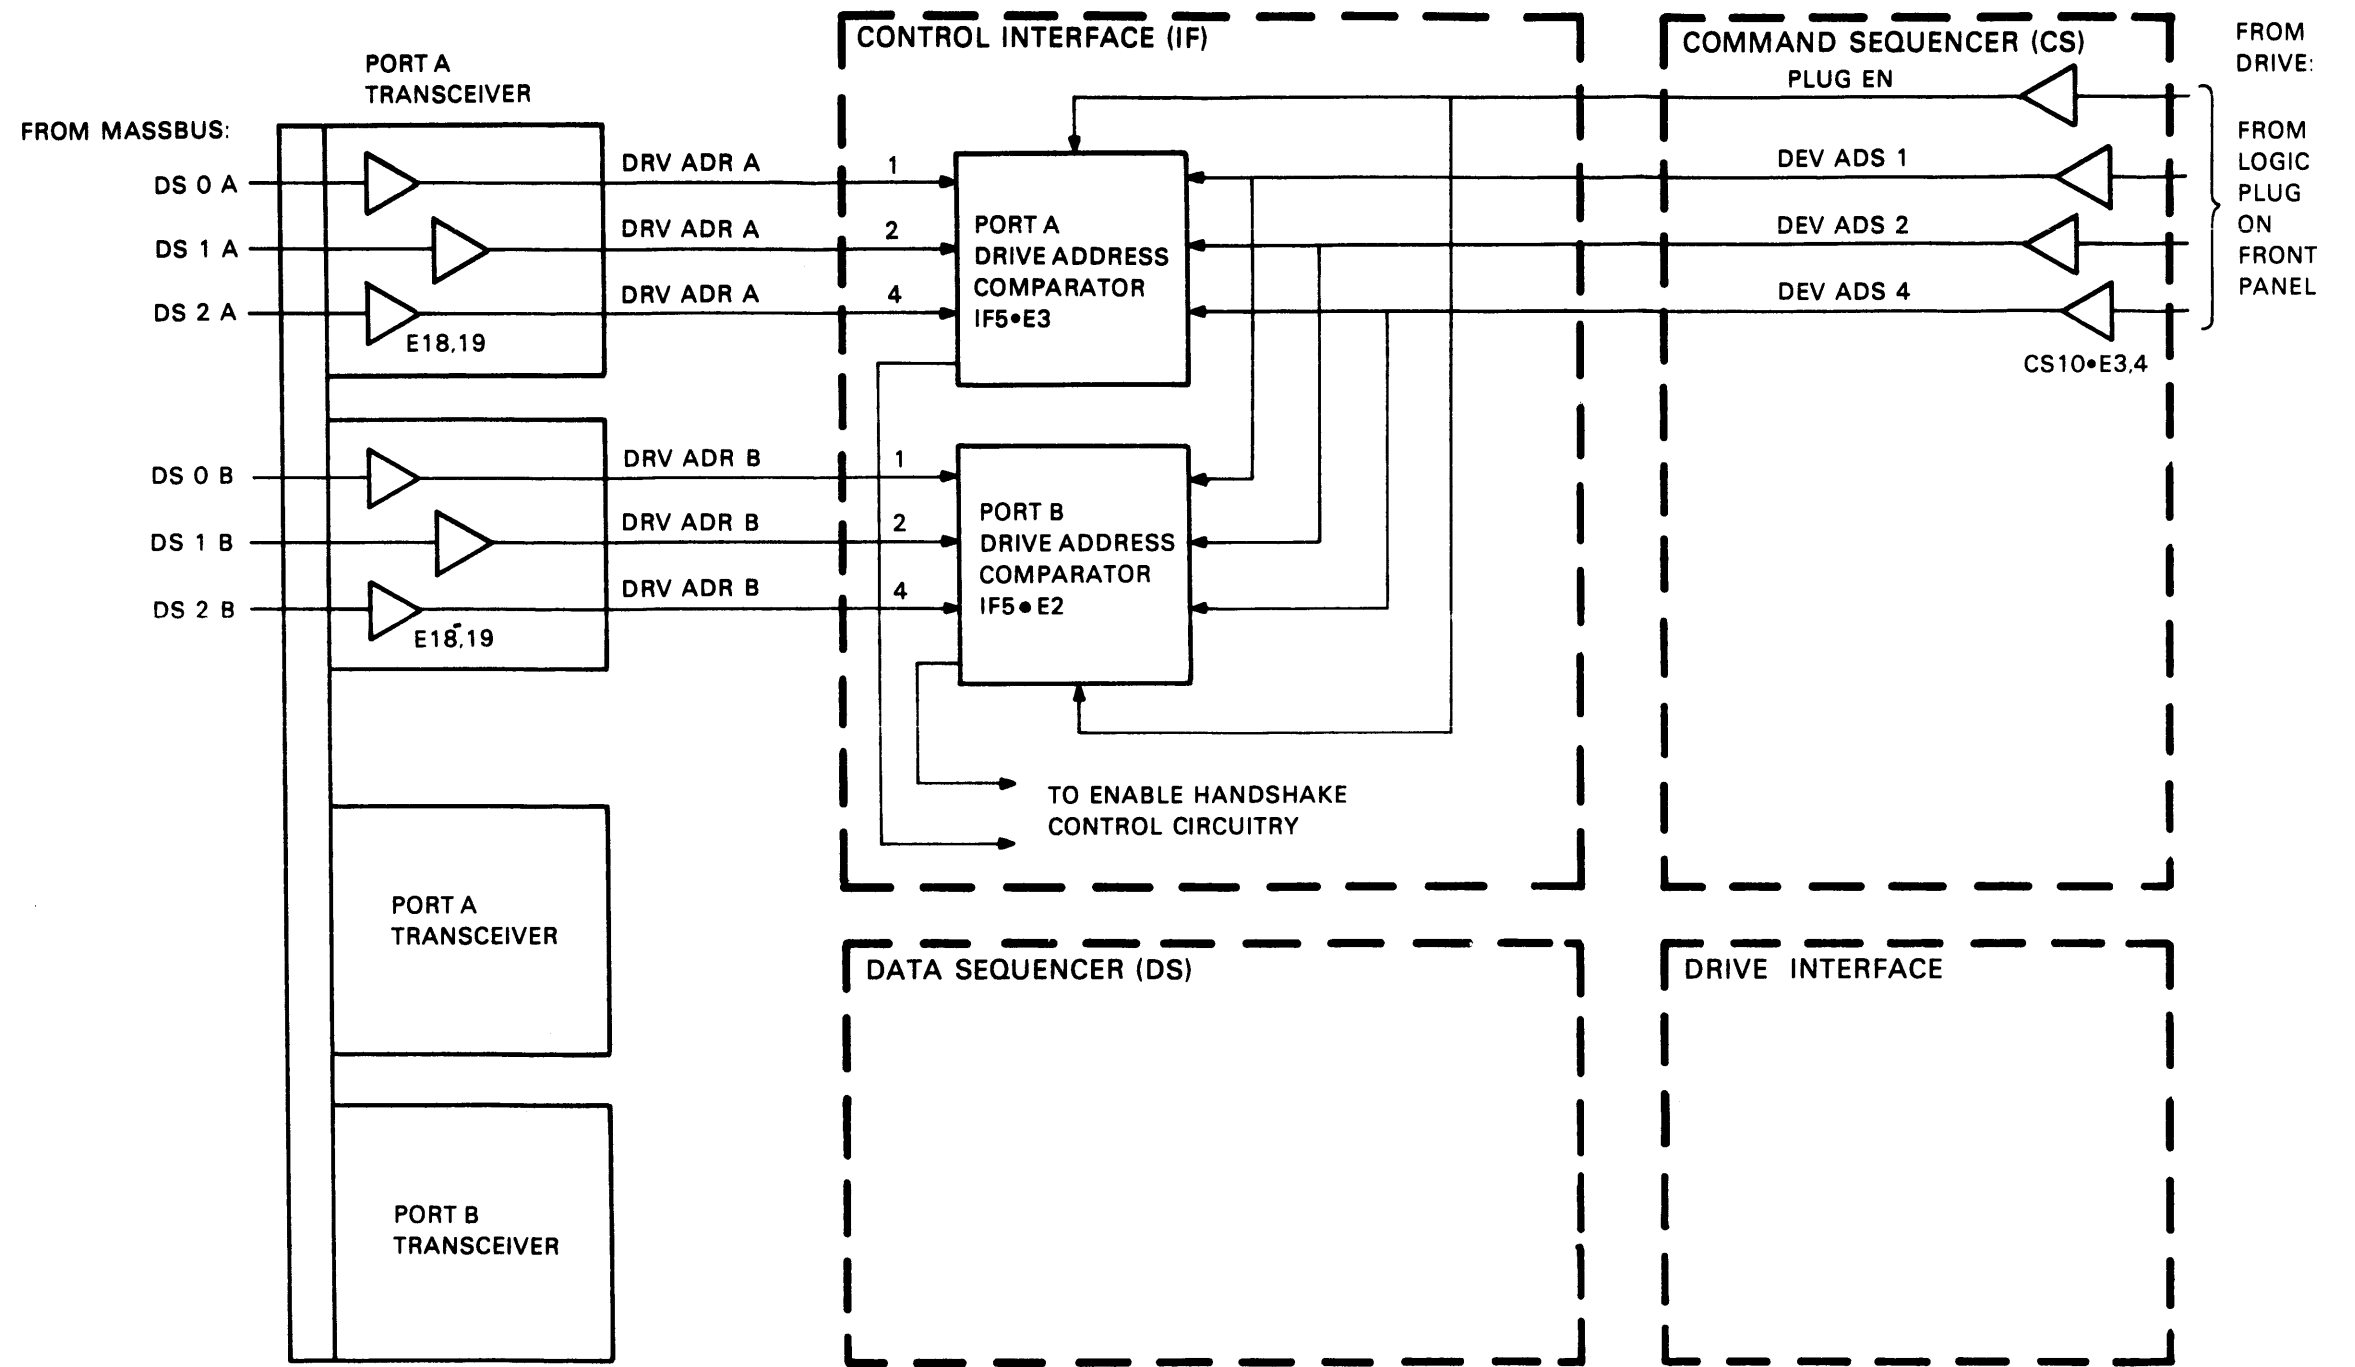 PORT A
TRANSCEIVER
FROM MASSBUS:
DS 0 A
DS 1 A
DS 2 A
DRV ADR A
DRV ADR A
DRV ADR A
E18,19
DS 0 B
DS 1 B
DS 2 B
DRV ADR B
DRV ADR B
DRV ADR B
E18,19
PORT A
TRANSCEIVER
PORT B
TRANSCEIVER
CONTROL INTERFACE (IF)
1
2
4
PORT A
DRIVE ADDRESS
COMPARATOR
IF5•E3
1
2
4
PORT B
DRIVE ADDRESS
COMPARATOR
IF5•E2
TO ENABLE HANDSHAKE
CONTROL CIRCUITRY
COMMAND SEQUENCER (CS)
PLUG EN
DEV ADS 1
DEV ADS 2
DEV ADS 4
CS10•E3,4
FROM
DRIVE:
FROM
LOGIC
PLUG
ON
FRONT
PANEL
DATA SEQUENCER (DS)
DRIVE INTERFACE